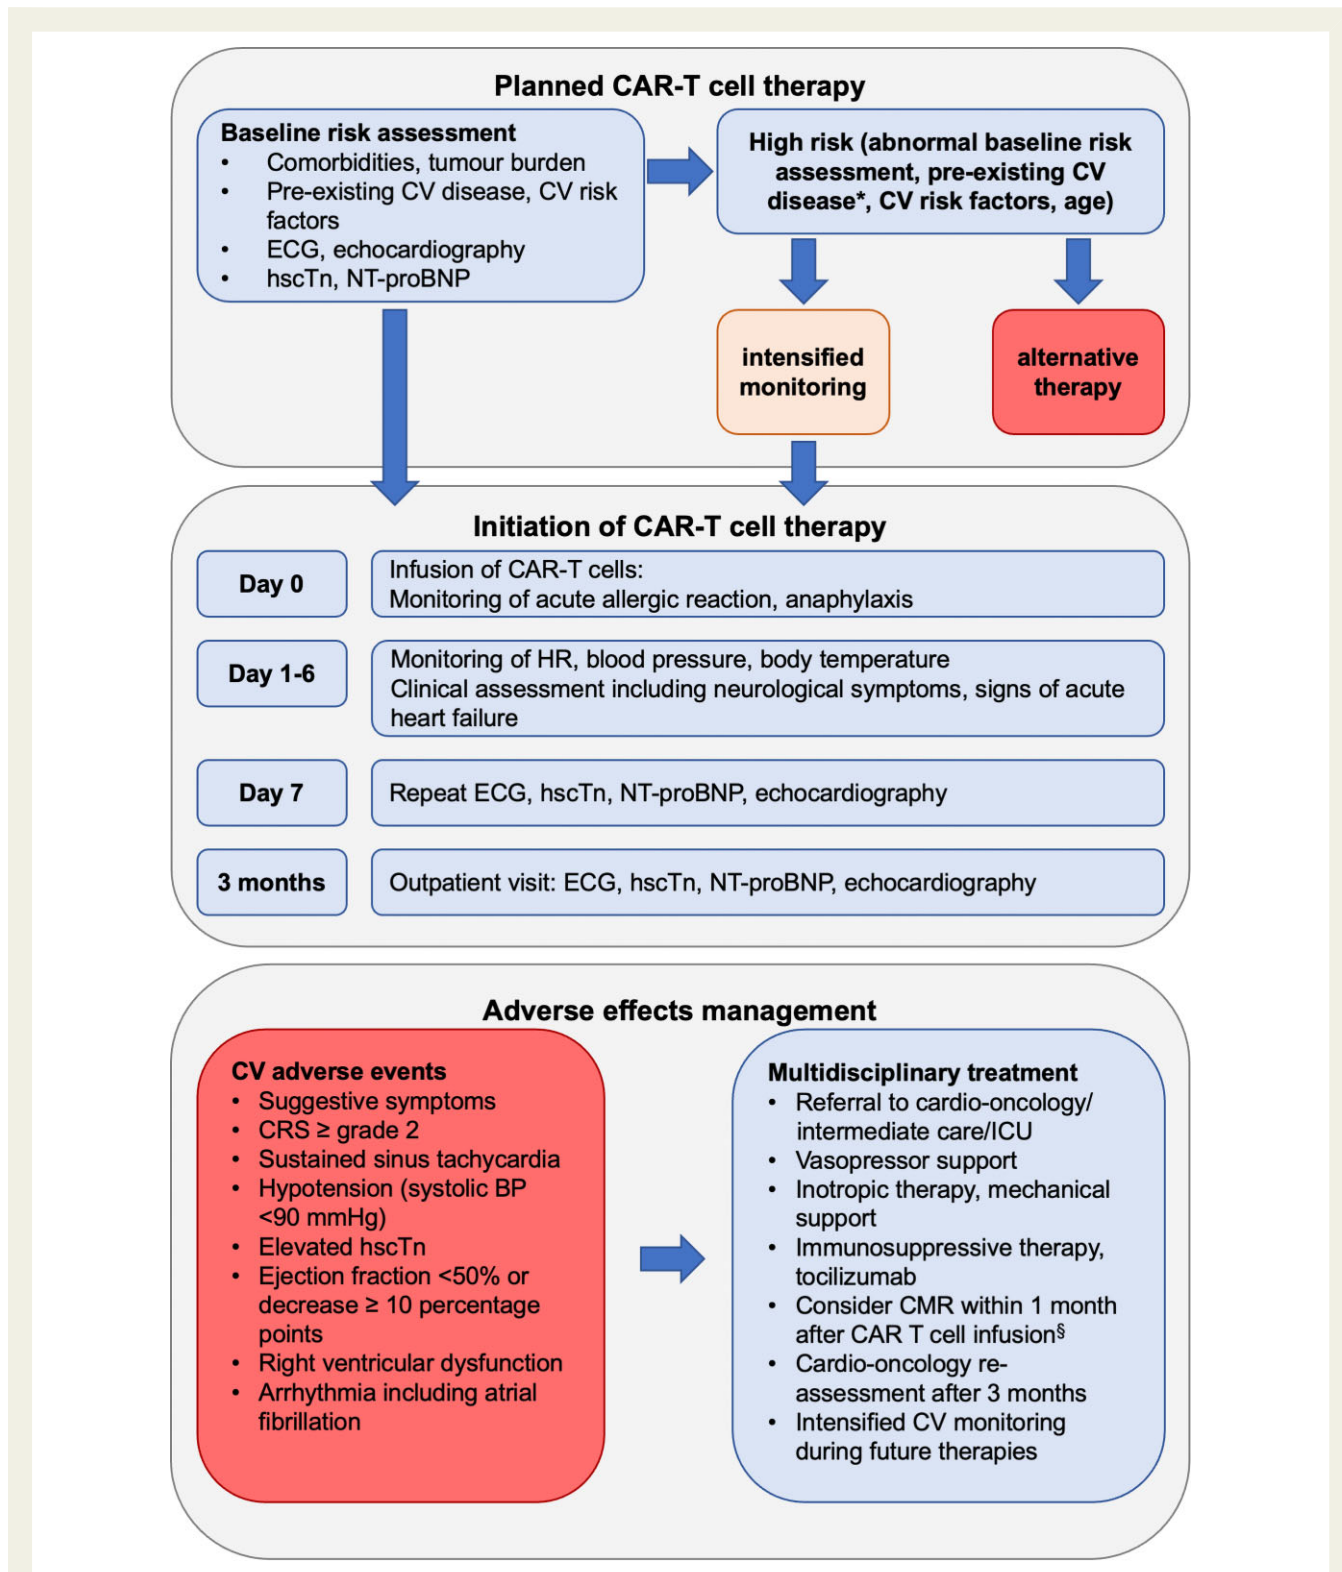 Planned CAR-T cell therapy
Baseline risk assessment
• Comorbidities, tumour burden
• Pre-existing CV disease, CV risk
factors
• ECG, echocardiography
• hscTn, NT-proBNP
High risk (abnormal baseline risk
assessment, pre-existing CV
disease*, CV risk factors, age)
intensified
monitoring
alternative
therapy
Initiation of CAR-T cell therapy
Day 0
Infusion of CAR-T cells:
Monitoring of acute allergic reaction, anaphylaxis
Day 1-6
Monitoring of HR, blood pressure, body temperature
Clinical assessment including neurological symptoms, signs of acute
heart failure
Day 7
Repeat ECG, hscTn, NT-proBNP, echocardiography
3 months
Outpatient visit: ECG, hscTn, NT-proBNP, echocardiography
Adverse effects management
CV adverse events
• Suggestive symptoms
• CRS ≥ grade 2
• Sustained sinus tachycardia
• Hypotension (systolic BP
<90 mmHg)
• Elevated hscTn
• Ejection fraction <50% or
decrease ≥ 10 percentage
points
• Right ventricular dysfunction
• Arrhythmia including atrial
fibrillation
Multidisciplinary treatment
• Referral to cardio-oncology/
intermediate care/ICU
• Vasopressor support
• Inotropic therapy, mechanical
support
• Immunosuppressive therapy,
tocilizumab
• Consider CMR within 1 month
after CAR T cell infusion§
• Cardio-oncology re-
assessment after 3 months
• Intensified CV monitoring
during future therapies